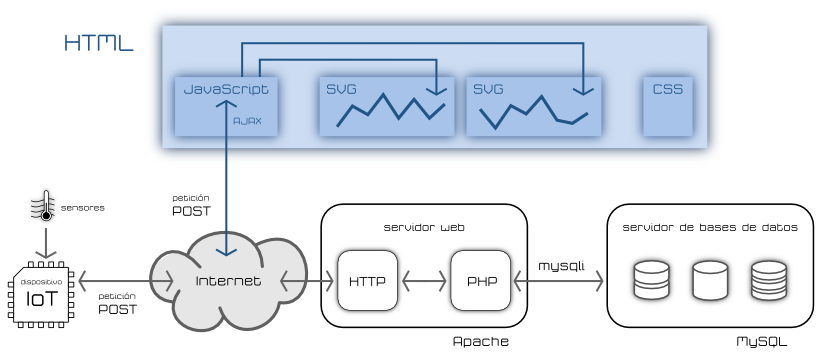 HTML
JavaScript
AJAX
SVG
SVG
CSS
petición
POST
sensores
dispositivo
IoT
petición
POST
Internet
servidor web
HTTP
PHP
Apache
mysqli
servidor de bases de datos
MySQL